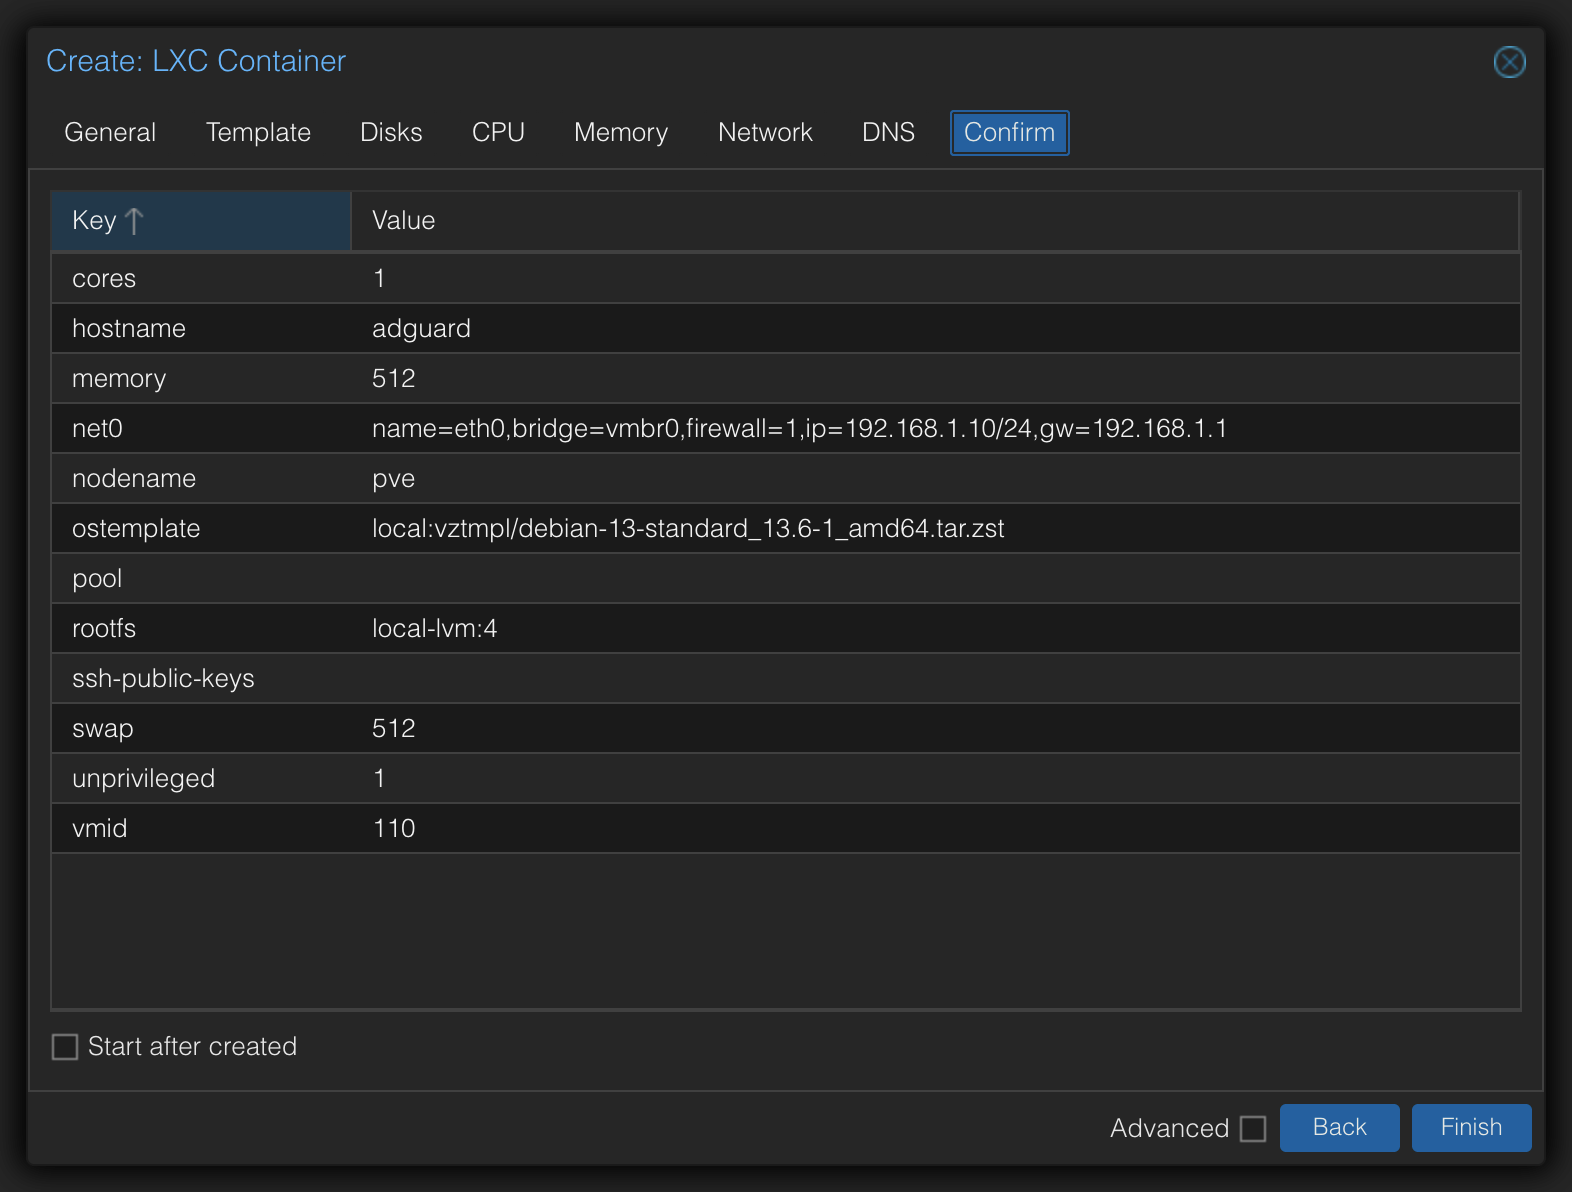 Create: LXC Container
General Template Disks CPU Memory Network DNS Confirm
Key Value
cores 1
hostname adguard
memory 512
net0 name=eth0,bridge=vmbr0,firewall=1,ip=192.168.1.10/24,gw=192.168.1.1
nodename pve
ostemplate local:vztmpl/debian-13-standard_13.6-1_amd64.tar.zst
pool
rootfs local-lvm:4
ssh-public-keys
swap 512
unprivileged 1
vmid 110
Start after created
Advanced Back Finish